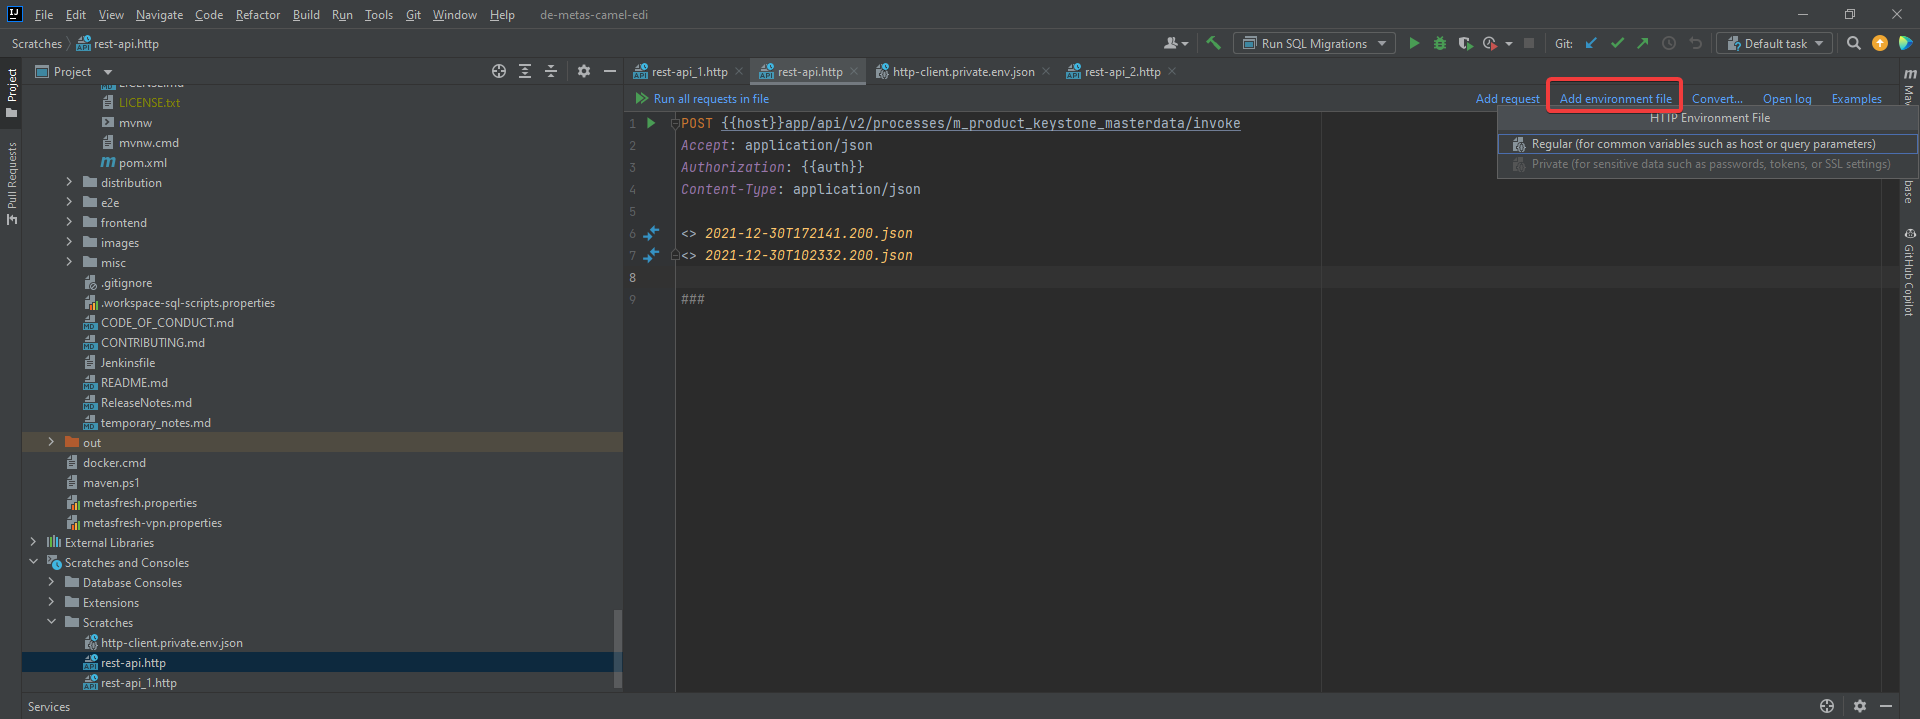 File Edit View Navigate Code Refactor Build Run Tools Git Window Help de-metas-camel-edi
Scratches rest-api.http Run SQL Migrations Git: Default task
Project
rest-api_1.http rest-api.http http-client.private.env.json rest-api_2.http
Run all requests in file Add request Add environment file Convert... Open log Examples
HTTP Environment File
Regular (for common variables such as host or query parameters)
Private (for sensitive data such as passwords, tokens, or SSL settings)
1 POST {{host}}app/api/v2/processes/m_product_keystone_masterdata/invoke
2 Accept: application/json
3 Authorization: {{auth}}
4 Content-Type: application/json
5
6 <> 2021-12-30T172141.200.json
7 <> 2021-12-30T102332.200.json
8
9 ###
Project
Pull Requests
LICENSE.md
LICENSE.txt
mvnw
mvnw.cmd
pom.xml
distribution
e2e
frontend
images
misc
.gitignore
.workspace-sql-scripts.properties
CODE_OF_CONDUCT.md
CONTRIBUTING.md
Jenkinsfile
README.md
ReleaseNotes.md
temporary_notes.md
out
docker.cmd
maven.ps1
metasfresh.properties
metasfresh-vpn.properties
External Libraries
Scratches and Consoles
Database Consoles
Extensions
Scratches
http-client.private.env.json
rest-api.http
rest-api_1.http
GitHub Copilot
Services